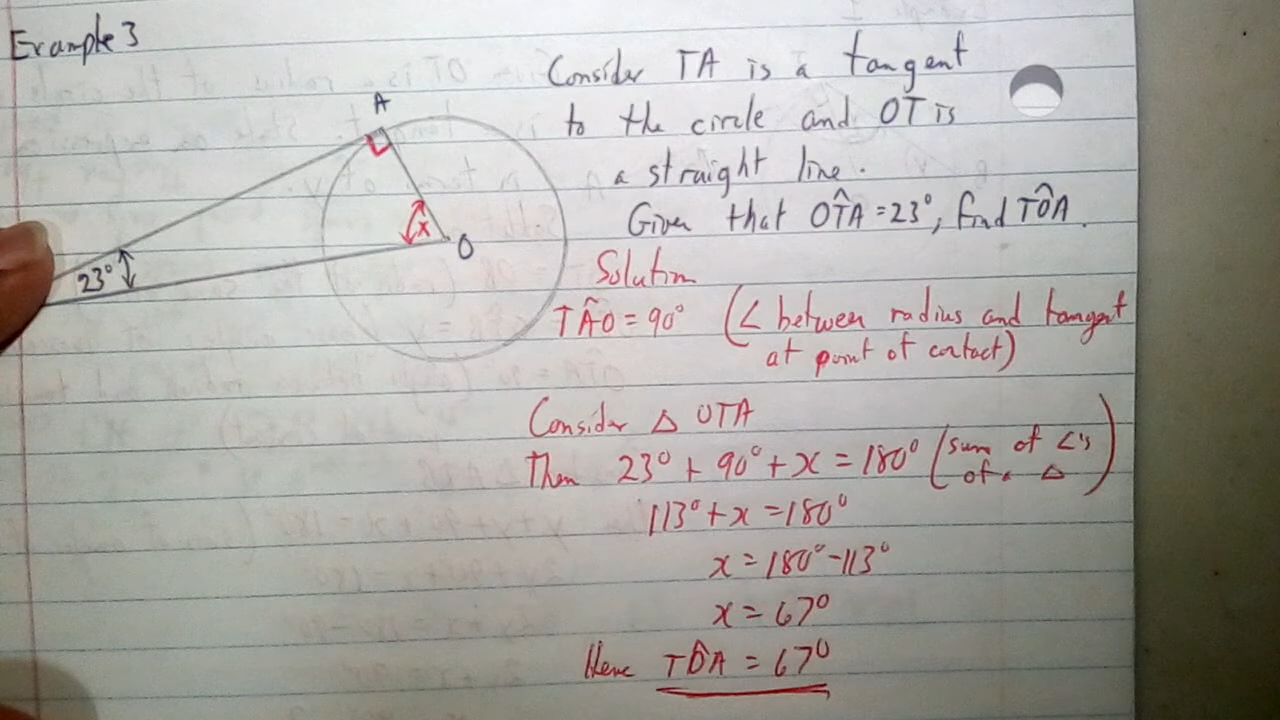 Example 3
Consider TA is a tangent
to the circle and OT is
a straight line.
Given that OT̂A = 23°, find TÔA.
A
x
O
23°
Solution
TÂO = 90° (∠ between radius and tangent
at point of contact)
Consider △ OTA
Then 23° + 90° + x = 180° (sum of ∠'s
of a △)
113° + x = 180°
x = 180° - 113°
x = 67°
Hence TÔA = 67°